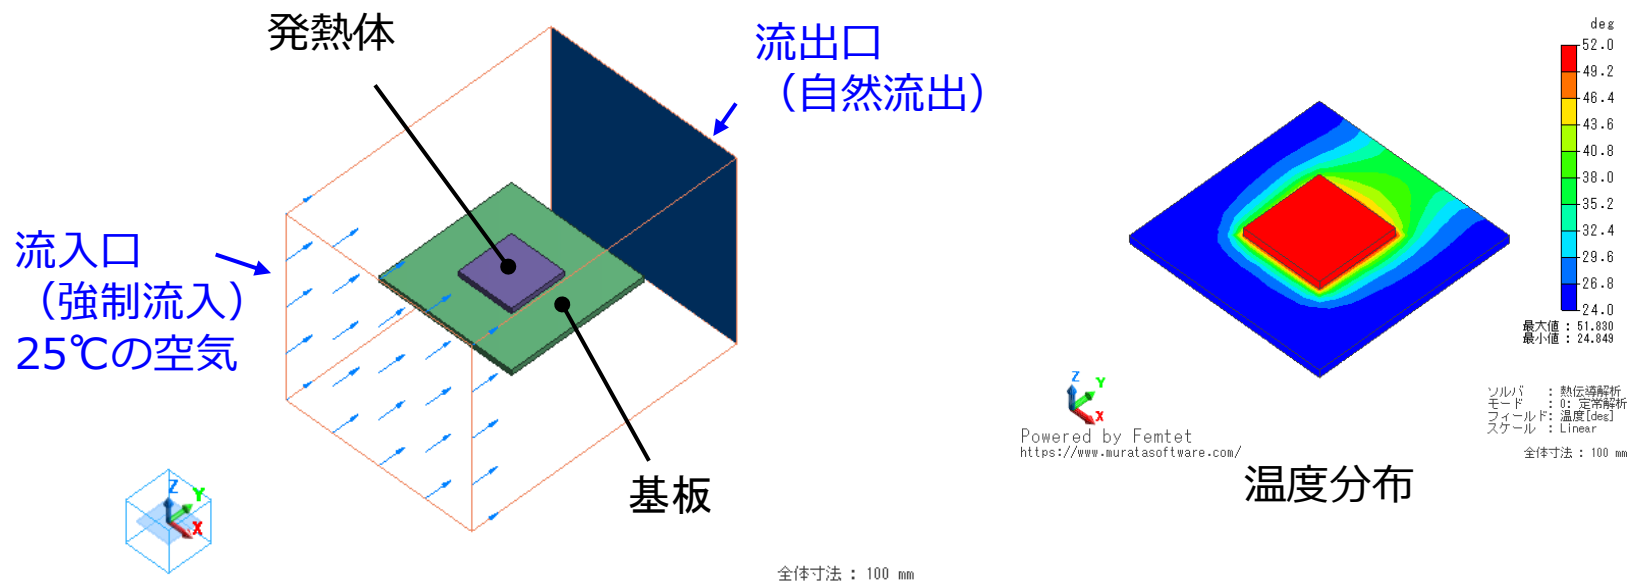 発熱体
流出口
（自然流出）
流入口
（強制流入）
25℃の空気
基板
Z
Y
X
全体寸法 : 100 mm
deg
52.0
49.2
46.4
43.6
40.8
38.0
35.2
32.4
29.6
26.8
24.0
最大値 : 51.830
最小値 : 24.849
Z
Y
X
Powered by Femtet
https://www.muratasoftware.com/
ソルバ : 熱伝導解析
モード : 0: 定常解析
フィールド: 温度[deg]
スケール : Linear
全体寸法 : 100 mm
温度分布